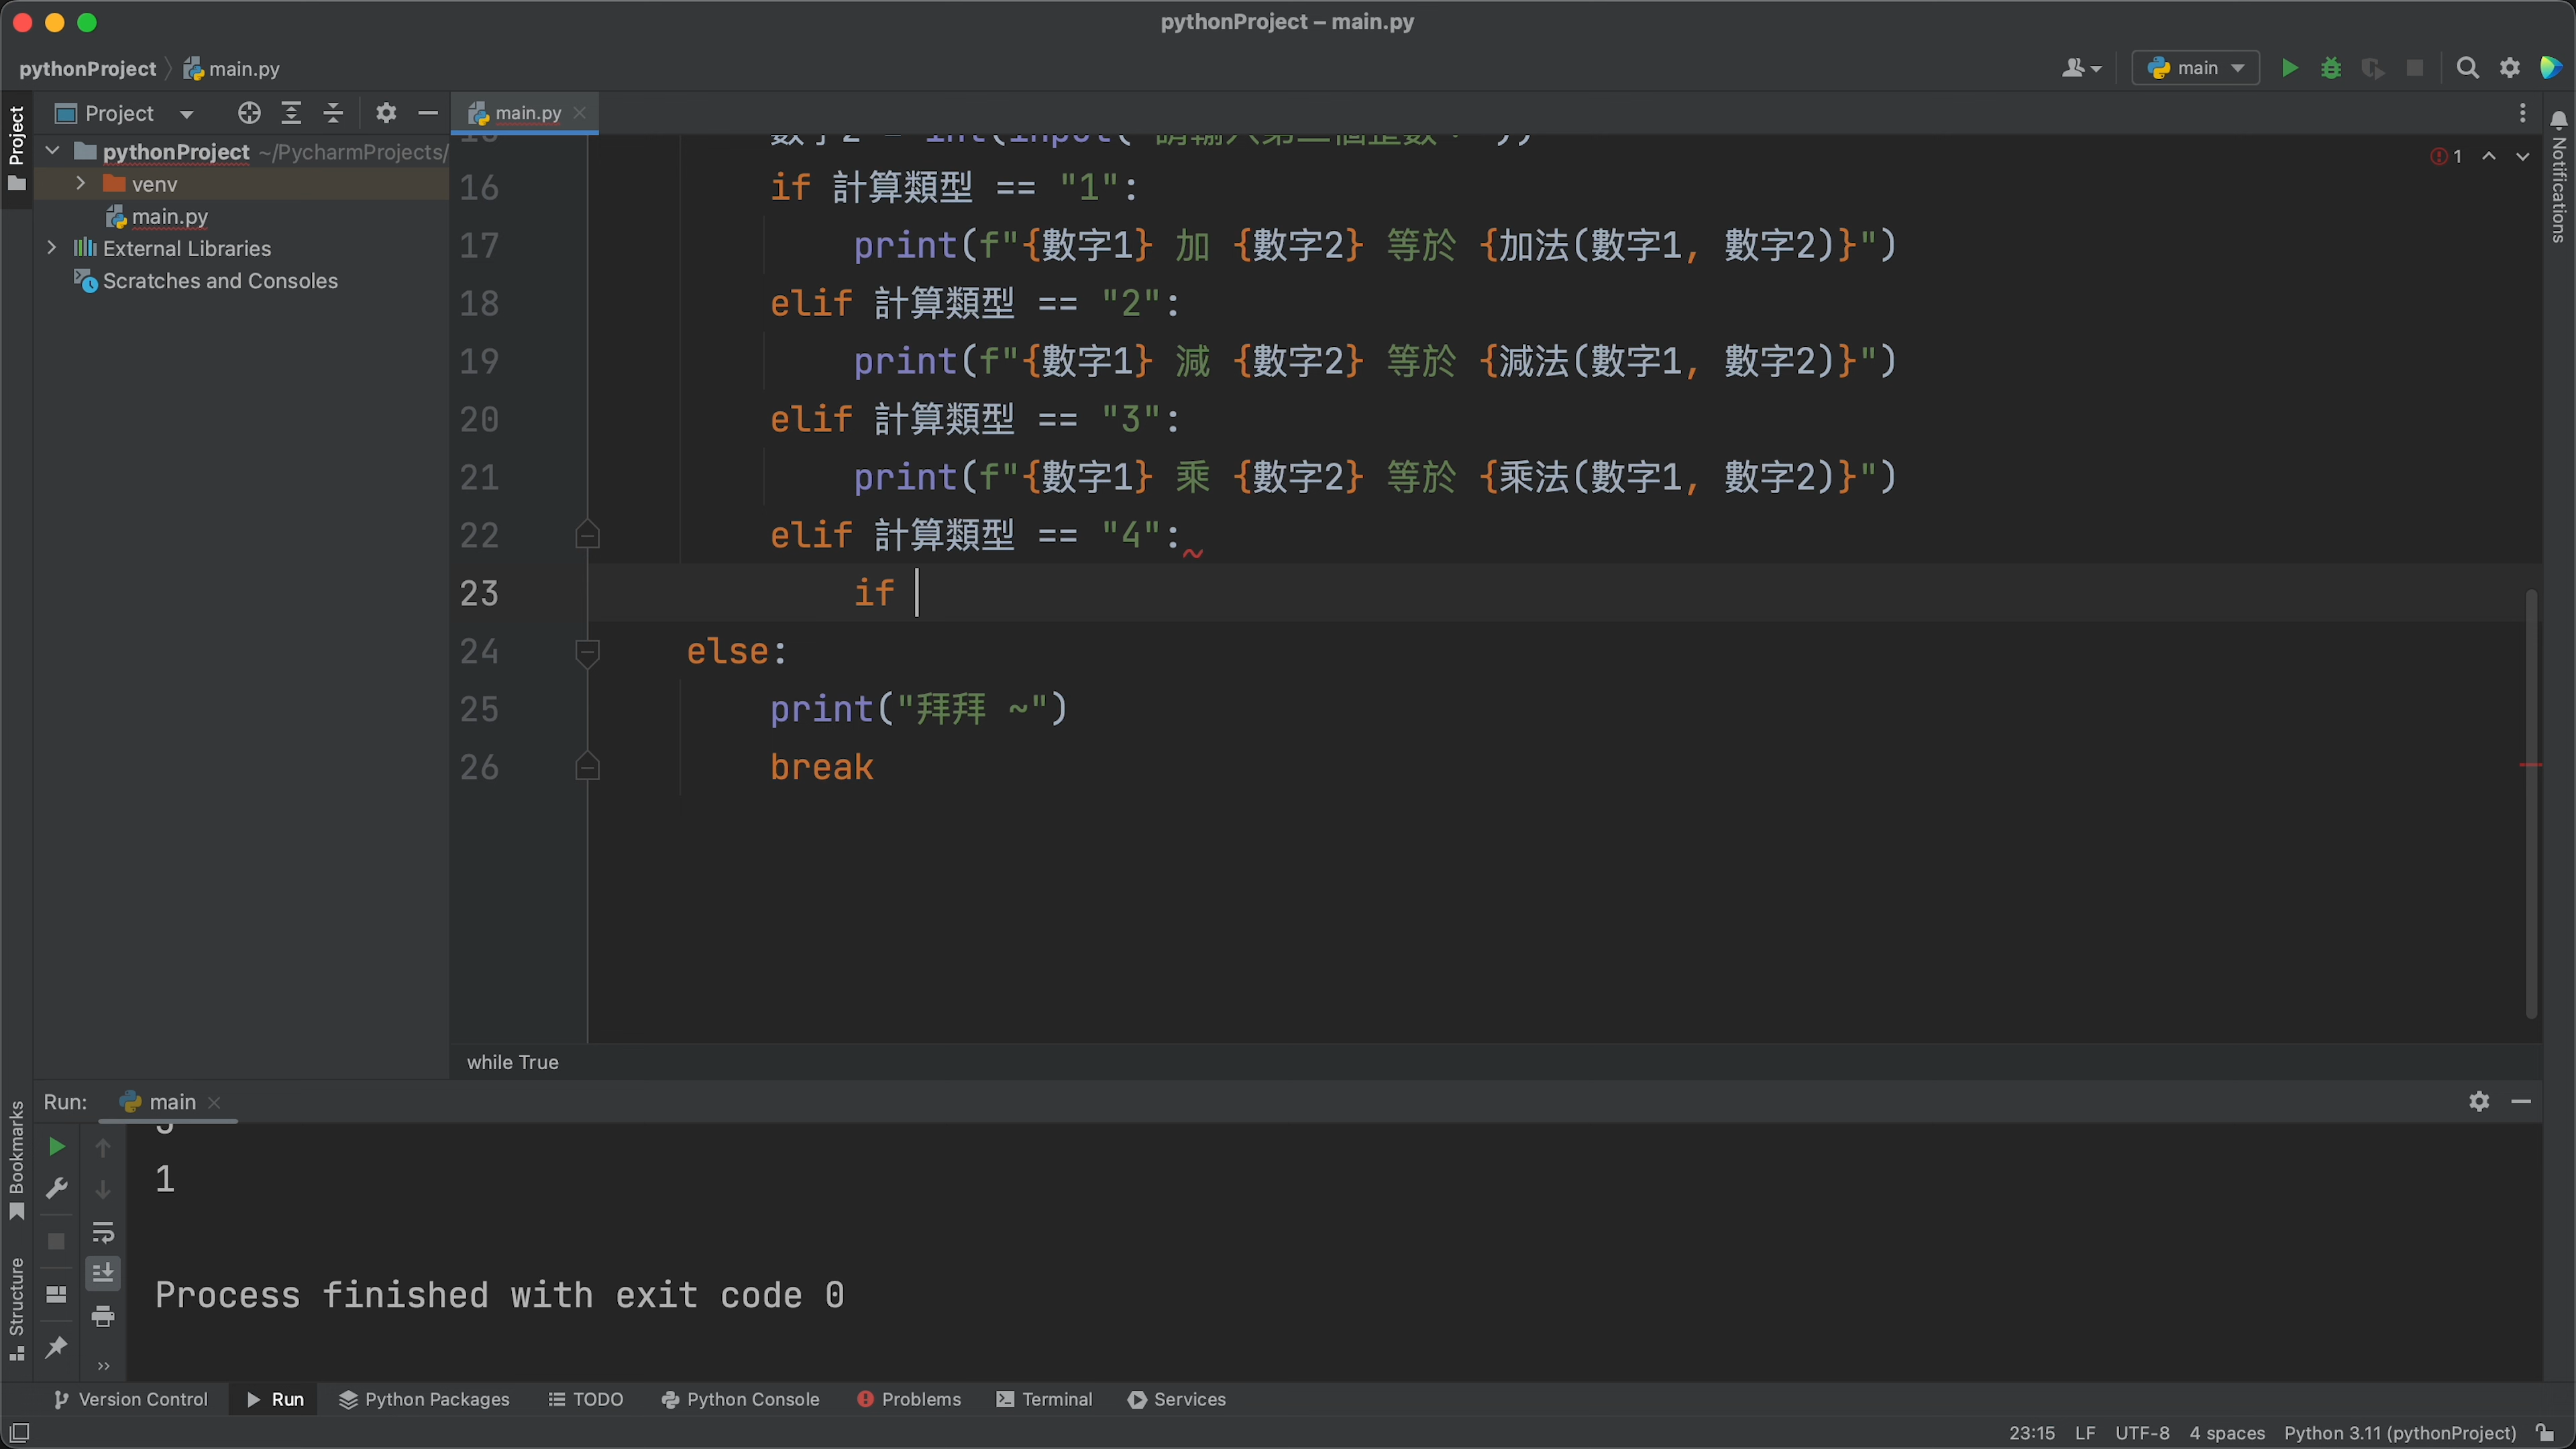 pythonProject – main.py
pythonProject main.py
main
Project
main.py
Project
Notifications
pythonProject ~/PycharmProjects/
venv
main.py
External Libraries
Scratches and Consoles
1
16 if 計算類型 == "1":
17 print(f"{數字1} 加 {數字2} 等於 {加法(數字1, 數字2)}")
18 elif 計算類型 == "2":
19 print(f"{數字1} 減 {數字2} 等於 {減法(數字1, 數字2)}")
20 elif 計算類型 == "3":
21 print(f"{數字1} 乘 {數字2} 等於 {乘法(數字1, 數字2)}")
22 elif 計算類型 == "4":
23 if
24 else:
25 print("拜拜 ~")
26 break
while True
Run: main
1
Process finished with exit code 0
Bookmarks
Structure
Version Control Run Python Packages TODO Python Console Problems Terminal Services
23:15 LF UTF-8 4 spaces Python 3.11 (pythonProject)